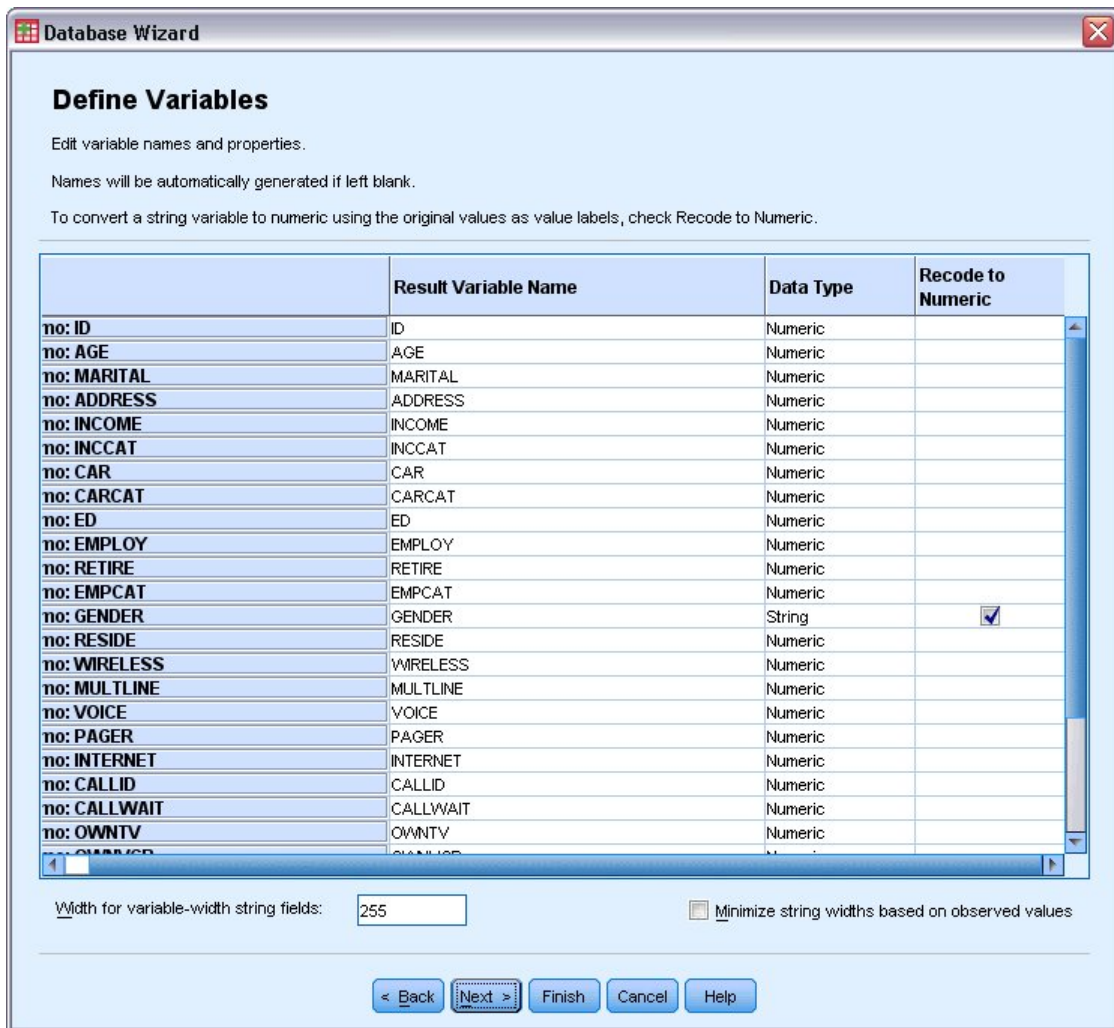 Database Wizard
Define Variables
Edit variable names and properties.
Names will be automatically generated if left blank.
To convert a string variable to numeric using the original values as value labels, check Recode to Numeric.
Result Variable Name Data Type Recode to Numeric
no: ID ID Numeric
no: AGE AGE Numeric
no: MARITAL MARITAL Numeric
no: ADDRESS ADDRESS Numeric
no: INCOME INCOME Numeric
no: INCCAT INCCAT Numeric
no: CAR CAR Numeric
no: CARCAT CARCAT Numeric
no: ED ED Numeric
no: EMPLOY EMPLOY Numeric
no: RETIRE RETIRE Numeric
no: EMPCAT EMPCAT Numeric
no: GENDER GENDER String
no: RESIDE RESIDE Numeric
no: WIRELESS WIRELESS Numeric
no: MULTLINE MULTLINE Numeric
no: VOICE VOICE Numeric
no: PAGER PAGER Numeric
no: INTERNET INTERNET Numeric
no: CALLID CALLID Numeric
no: CALLWAIT CALLWAIT Numeric
no: OWNTV OWNTV Numeric
Width for variable-width string fields: 255 Minimize string widths based on observed values
< Back Next > Finish Cancel Help